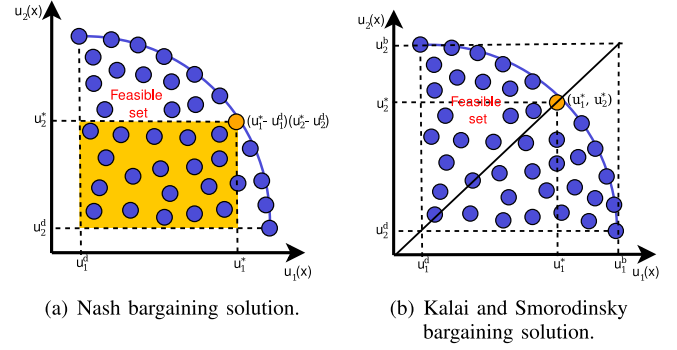 u₂(x)
Feasible
set
u₂*
(u₁*- u₁ᵈ)(u₂*- u₂ᵈ)
u₂ᵈ
u₁ᵈ
u₁*
u₁(x)
(a) Nash bargaining solution.
u₂(x)
u₂ᵇ
u₂*
Feasible
set
(u₁*, u₂*)
u₂ᵈ
u₁ᵈ
u₁*
u₁ᵇ
u₁(x)
(b) Kalai and Smorodinsky
bargaining solution.